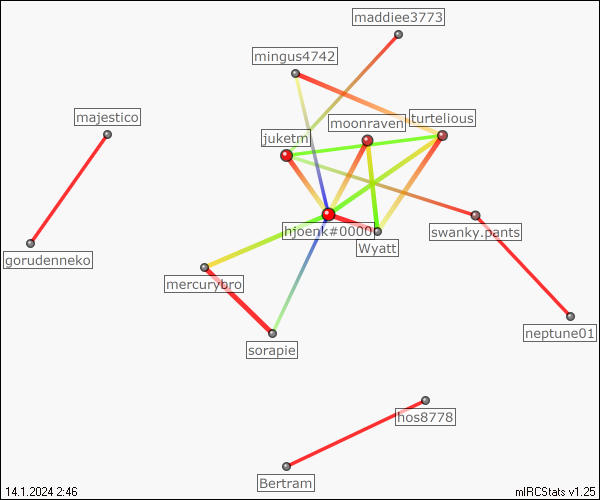 maddiee3773
mingus4742
majestico
moonraven
turtelious
juketm
hjpenk#0000
swanky.pants
Wyatt
gorudenneko
mercurybro
neptune01
sorapie
hos8778
Bertram
14.1.2024 2:46
mIRCStats v1.25